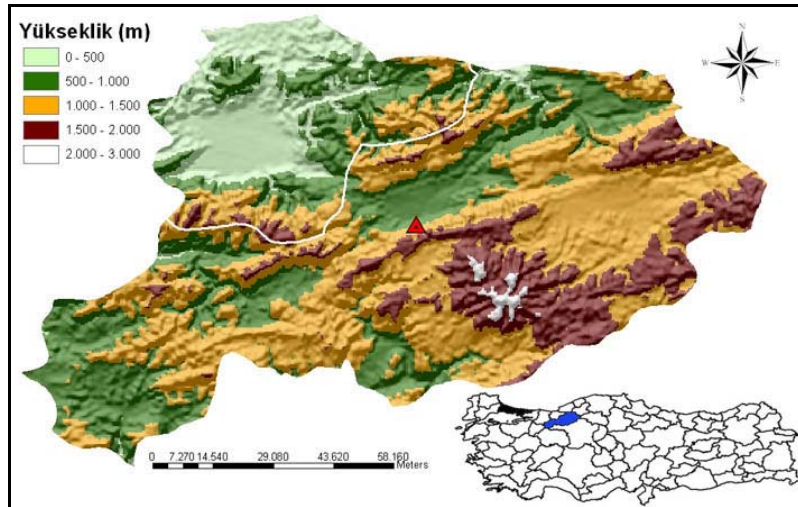 Yükseklik (m)
0 - 500
500 - 1.000
1.000 - 1.500
1.500 - 2.000
2.000 - 3.000
N
W E
S
0 7.270 14.540 29.080 43.620 58.160
Meters